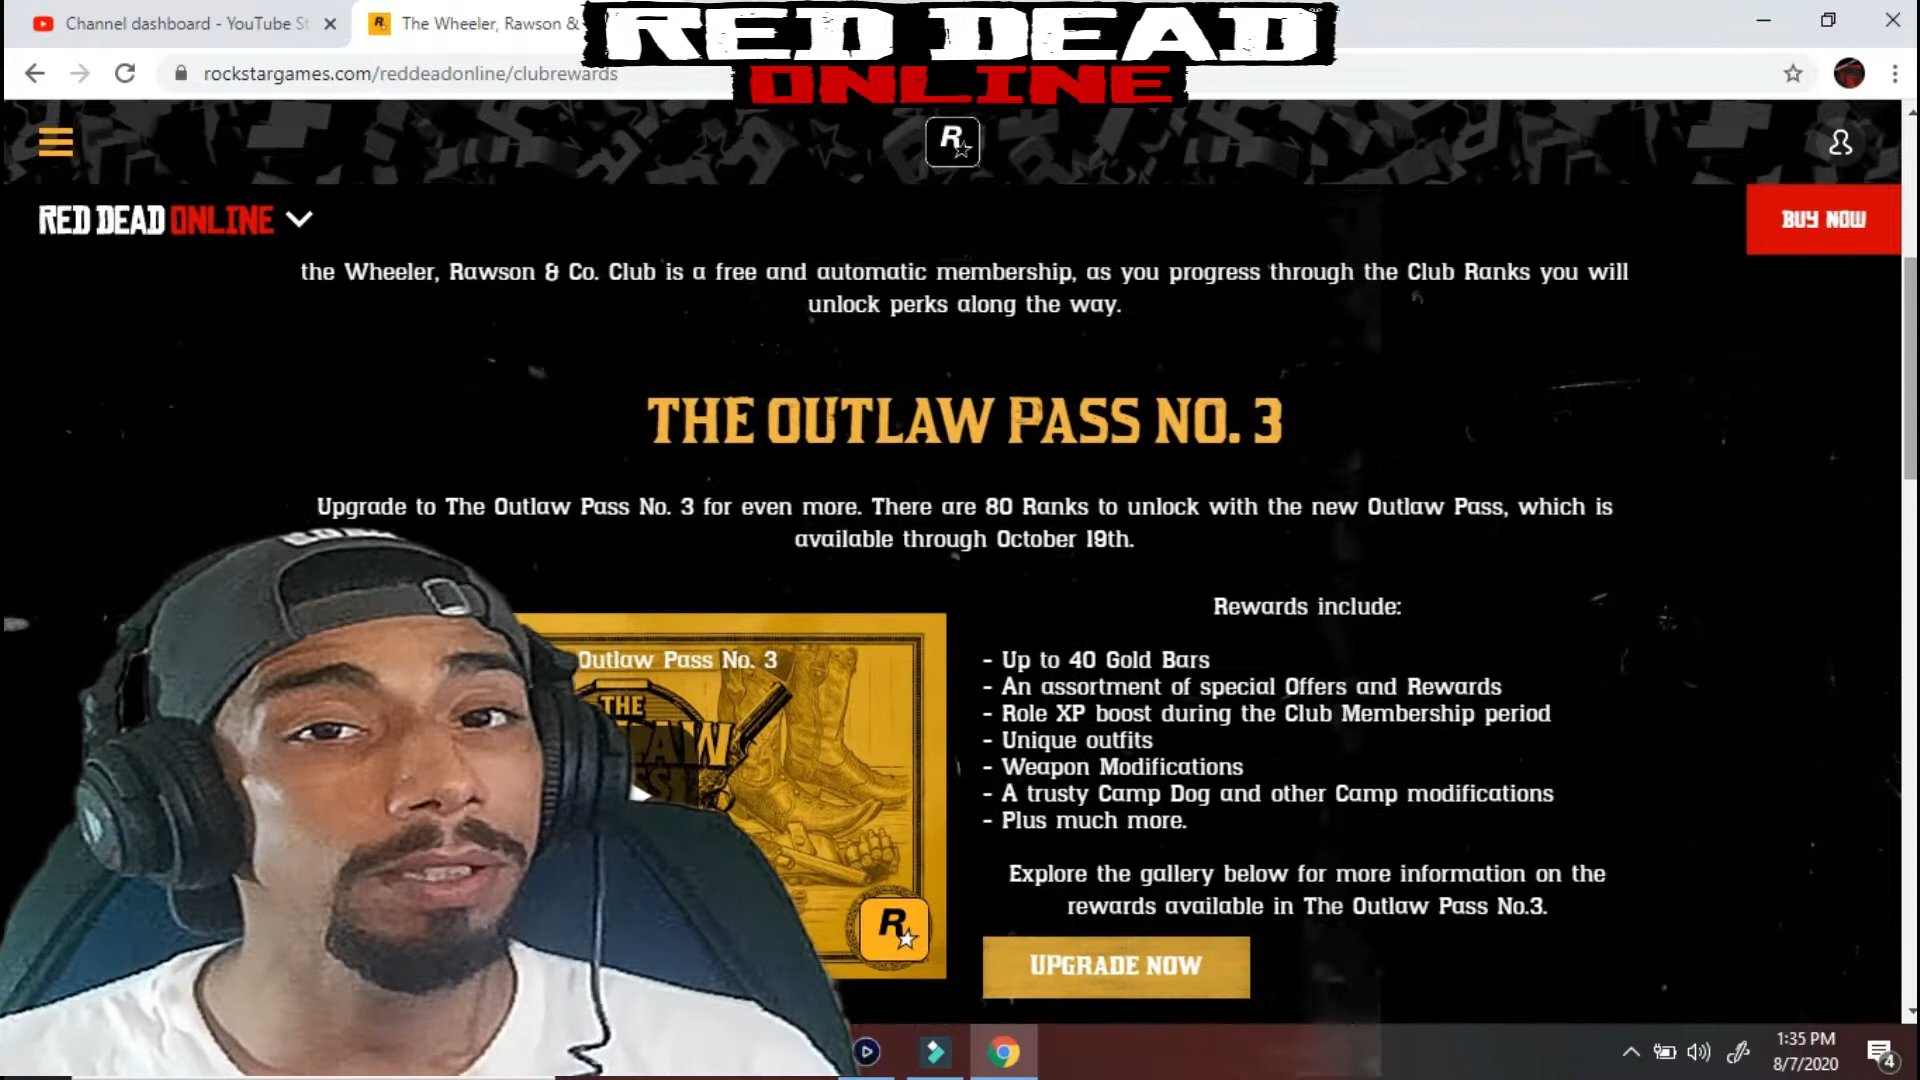 Channel dashboard - YouTube St
The Wheeler, Rawson &
RED DEAD
ONLINE
rockstargames.com/reddeadonline/clubrewards
R
RED DEAD ONLINE
BUY NOW
the Wheeler, Rawson & Co. Club is a free and automatic membership, as you progress through the Club Ranks you will
unlock perks along the way.
THE OUTLAW PASS NO. 3
Upgrade to The Outlaw Pass No. 3 for even more. There are 80 Ranks to unlock with the new Outlaw Pass, which is
available through October 19th.
Outlaw Pass No. 3
THE
R
Rewards include:
- Up to 40 Gold Bars
- An assortment of special Offers and Rewards
- Role XP boost during the Club Membership period
- Unique outfits
- Weapon Modifications
- A trusty Camp Dog and other Camp modifications
- Plus much more.
Explore the gallery below for more information on the
rewards available in The Outlaw Pass No.3.
UPGRADE NOW
1:35 PM
8/7/2020
4